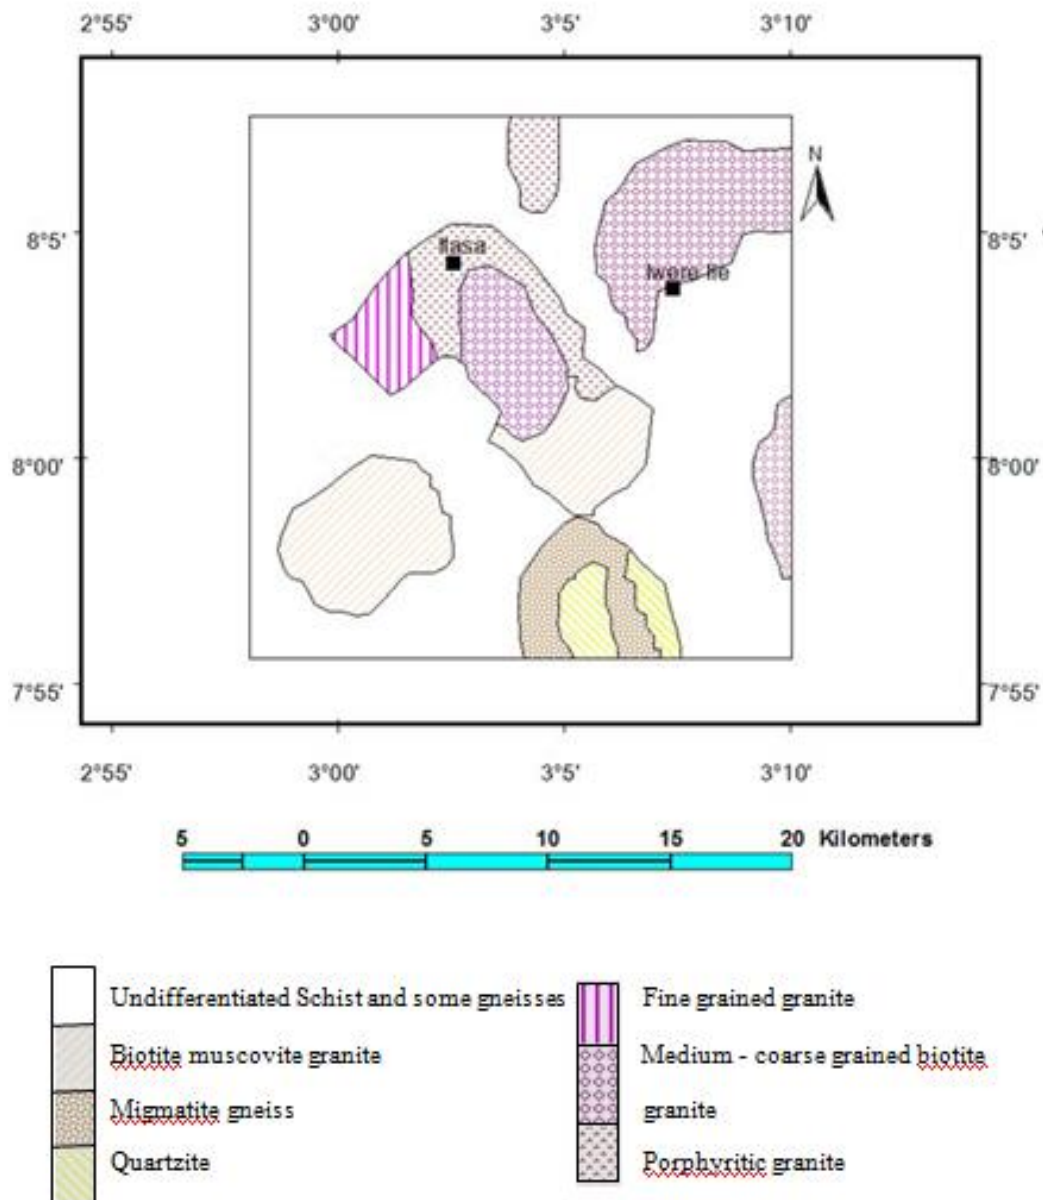 2°55' 3°00' 3°5' 3°10'
N
8°5' 8°5'
Itasa
Iwere Ile
8°00' 8°00'
7°55' 7°55'
2°55' 3°00' 3°5' 3°10'
5 0 5 10 15 20 Kilometers
Undifferentiated Schist and some gneisses
Biotite muscovite granite
Migmatite gneiss
Quartzite
Fine grained granite
Medium - coarse grained biotite
granite
Porphyritic granite